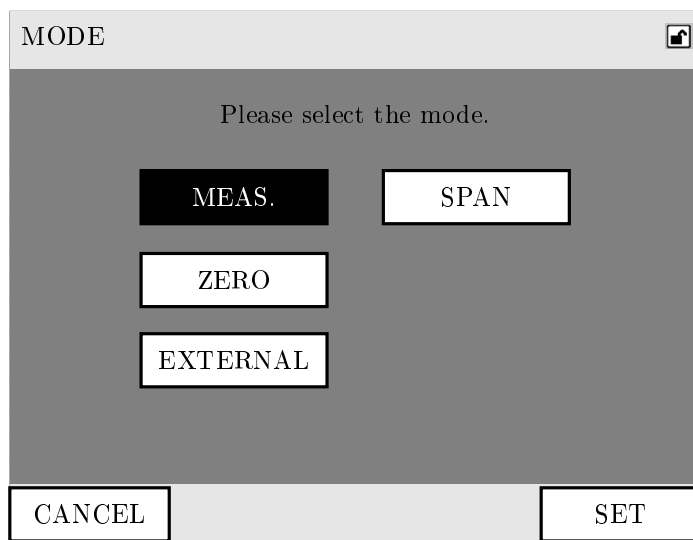 MODE
Please select the mode.
MEAS. SPAN
ZERO
EXTERNAL
CANCEL SET